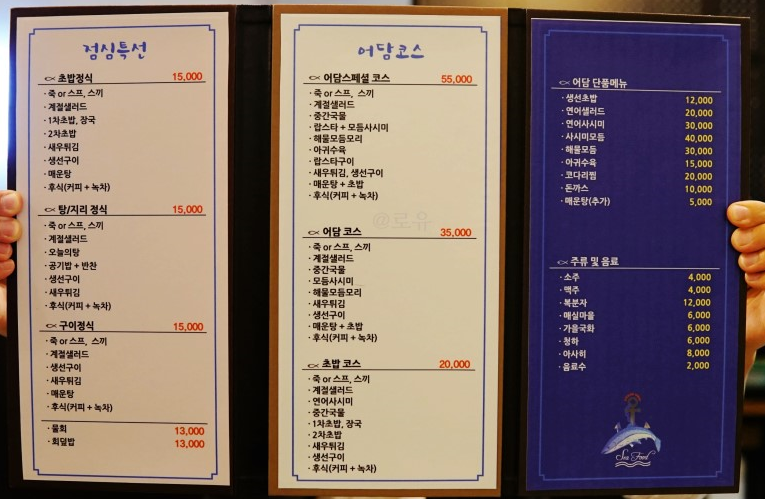 점심특선
초밥정식 15,000
· 죽 or 스프, 스끼
· 계절샐러드
· 1차초밥, 장국
· 2차초밥
· 새우튀김
· 생선구이
· 매운탕
· 후식(커피 + 녹차)
탕/지리 정식 15,000
· 죽 or 스프, 스끼
· 계절샐러드
· 오늘의탕
· 공기밥 + 반찬
· 생선구이
· 새우튀김
· 후식(커피 + 녹차)
구이정식 15,000
· 죽 or 스프, 스끼
· 계절샐러드
· 생선구이
· 새우튀김
· 매운탕
· 후식(커피 + 녹차)
· 물회 13,000
· 회덮밥 13,000
어담코스
어담스페셜 코스 55,000
· 죽 or 스프, 스끼
· 계절샐러드
· 중간국물
· 랍스타 + 모듬사시미
· 해물모듬모리
· 아귀수육
· 랍스타구이
· 새우튀김, 생선구이
· 매운탕 + 초밥
· 후식(커피 + 녹차)
@로유
어담 코스 35,000
· 죽 or 스프, 스끼
· 계절샐러드
· 중간국물
· 모듬사시미
· 해물모듬모리
· 새우튀김
· 생선구이
· 매운탕 + 초밥
· 후식(커피 + 녹차)
초밥 코스 20,000
· 죽 or 스프, 스끼
· 계절샐러드
· 연어사시미
· 중간국물
· 1차초밥, 장국
· 2차초밥
· 새우튀김
· 생선구이
· 후식(커피 + 녹차)
어담 단품메뉴
· 생선초밥 12,000
· 연어샐러드 20,000
· 연어사시미 30,000
· 사시미모듬 40,000
· 해물모듬 30,000
· 아귀수육 15,000
· 코다리찜 20,000
· 돈까스 10,000
· 매운탕(추가) 5,000
주류 및 음료
· 소주 4,000
· 맥주 4,000
· 복분자 12,000
· 매실마을 6,000
· 가을국화 6,000
· 청하 6,000
· 아사히 8,000
· 음료수 2,000
Sea Food